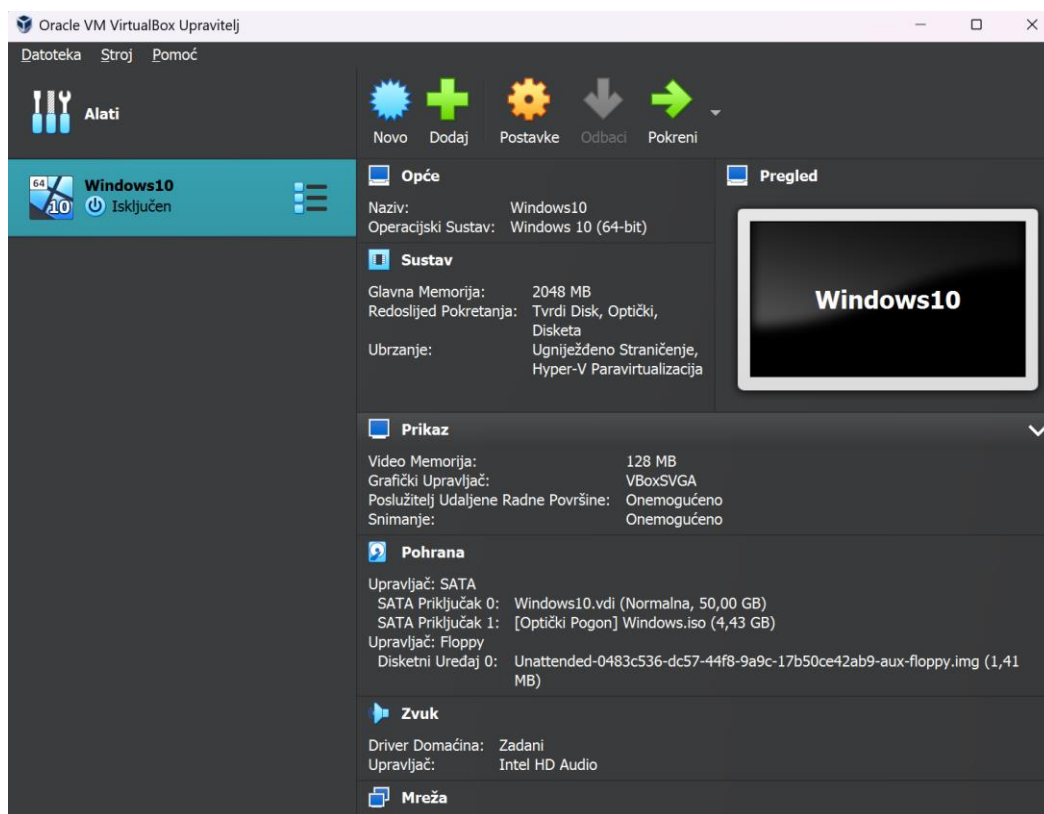 Oracle VM VirtualBox Upravitelj
Datoteka Stroj Pomoć
Alati
Novo Dodaj Postavke Odbaci Pokreni
64
10
Windows10
Isključen
Opće
Naziv: Windows10
Operacijski Sustav: Windows 10 (64-bit)
Pregled
Windows10
Sustav
Glavna Memorija: 2048 MB
Redoslijed Pokretanja: Tvrdi Disk, Optički,
Disketa
Ubrzanje: Ugniježđeno Straničenje,
Hyper-V Paravirtualizacija
Prikaz
Video Memorija: 128 MB
Grafički Upravljač: VBoxSVGA
Poslužitelj Udaljene Radne Površine: Onemogućeno
Snimanje: Onemogućeno
Pohrana
Upravljač: SATA
SATA Priključak 0: Windows10.vdi (Normalna, 50,00 GB)
SATA Priključak 1: [Optički Pogon] Windows.iso (4,43 GB)
Upravljač: Floppy
Disketni Uređaj 0: Unattended-0483c536-dc57-44f8-9a9c-17b50ce42ab9-aux-floppy.img (1,41
MB)
Zvuk
Driver Domaćina: Zadani
Upravljač: Intel HD Audio
Mreža